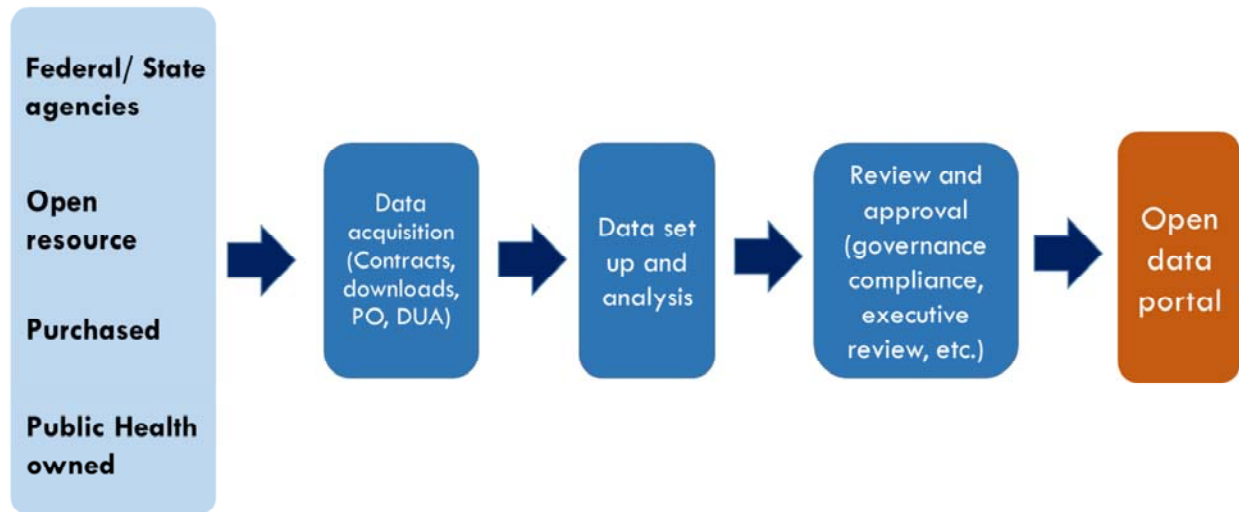 Federal/ State
agencies
Open
resource
Purchased
Public Health
owned
Data
acquisition
(Contracts,
downloads,
PO, DUA)
Data set
up and
analysis
Review and
approval
(governance
compliance,
executive
review, etc.)
Open
data
portal